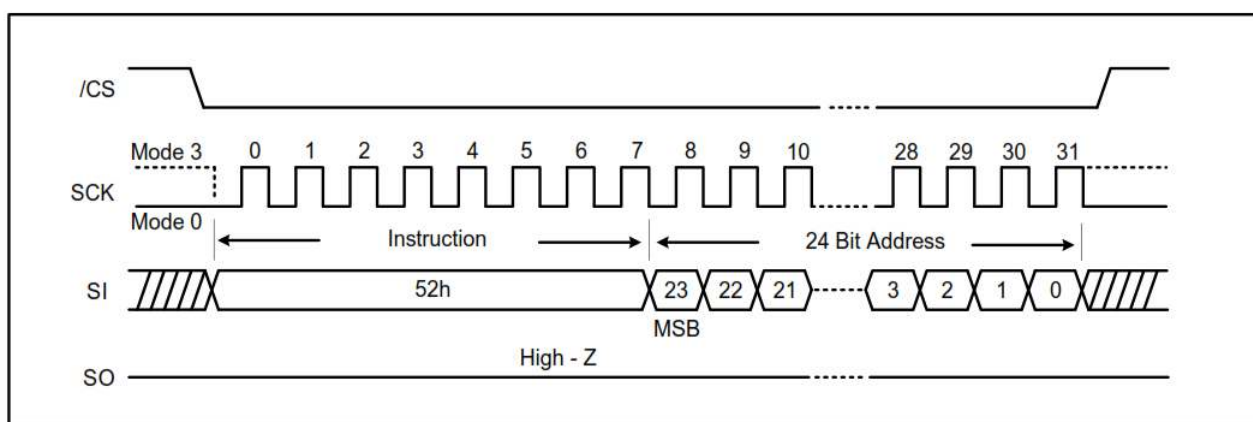 /CS
Mode 3 0 1 2 3 4 5 6 7 8 9 10 28 29 30 31
SCK
Mode 0
Instruction 24 Bit Address
SI 52h 23 22 21 3 2 1 0
MSB
High - Z
SO